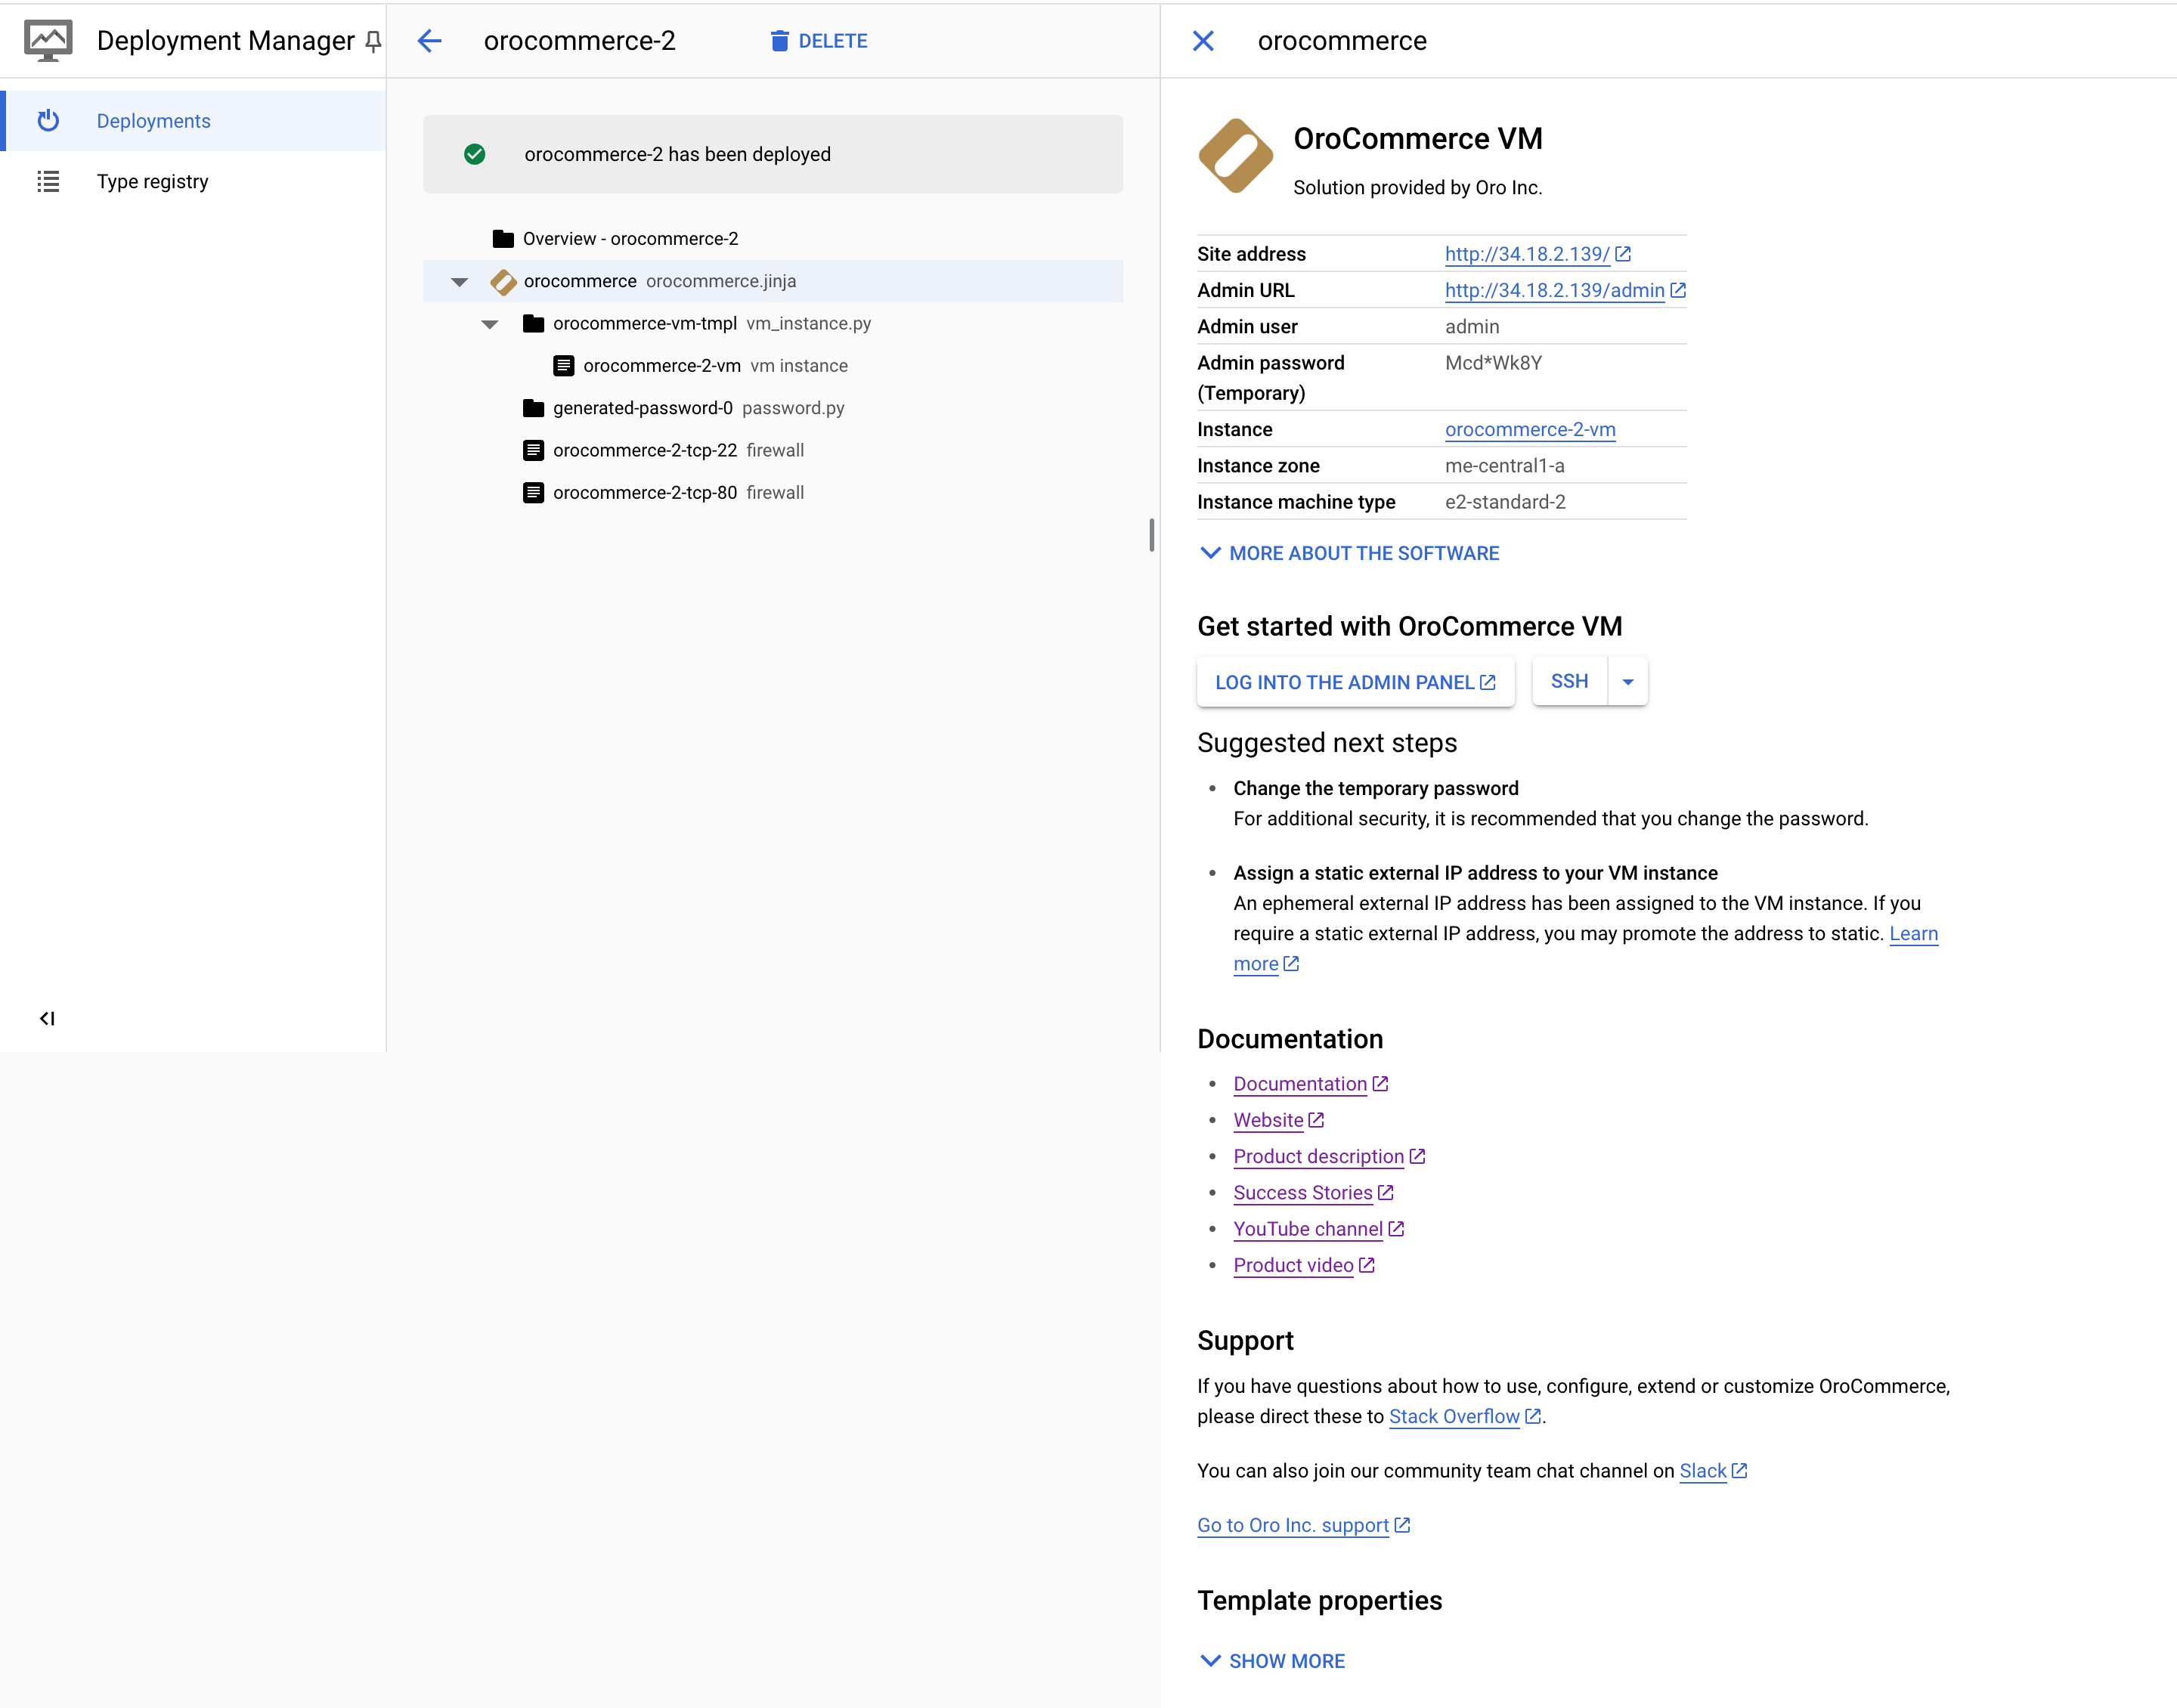 Deployment Manager
Deployments
Type registry
orocommerce-2
DELETE
orocommerce-2 has been deployed
Overview - orocommerce-2
orocommerce orocommerce.jinja
orocommerce-vm-tmpl vm_instance.py
orocommerce-2-vm vm instance
generated-password-0 password.py
orocommerce-2-tcp-22 firewall
orocommerce-2-tcp-80 firewall
orocommerce
OroCommerce VM
Solution provided by Oro Inc.
Site address http://34.18.2.139/
Admin URL http://34.18.2.139/admin
Admin user admin
Admin password Mcd*Wk8Y
(Temporary)
Instance orocommerce-2-vm
Instance zone me-central1-a
Instance machine type e2-standard-2
MORE ABOUT THE SOFTWARE
Get started with OroCommerce VM
LOG INTO THE ADMIN PANEL SSH
Suggested next steps
Change the temporary password
For additional security, it is recommended that you change the password.
Assign a static external IP address to your VM instance
An ephemeral external IP address has been assigned to the VM instance. If you
require a static external IP address, you may promote the address to static. Learn
more
Documentation
Documentation
Website
Product description
Success Stories
YouTube channel
Product video
Support
If you have questions about how to use, configure, extend or customize OroCommerce,
please direct these to Stack Overflow.
You can also join our community team chat channel on Slack
Go to Oro Inc. support
Template properties
SHOW MORE